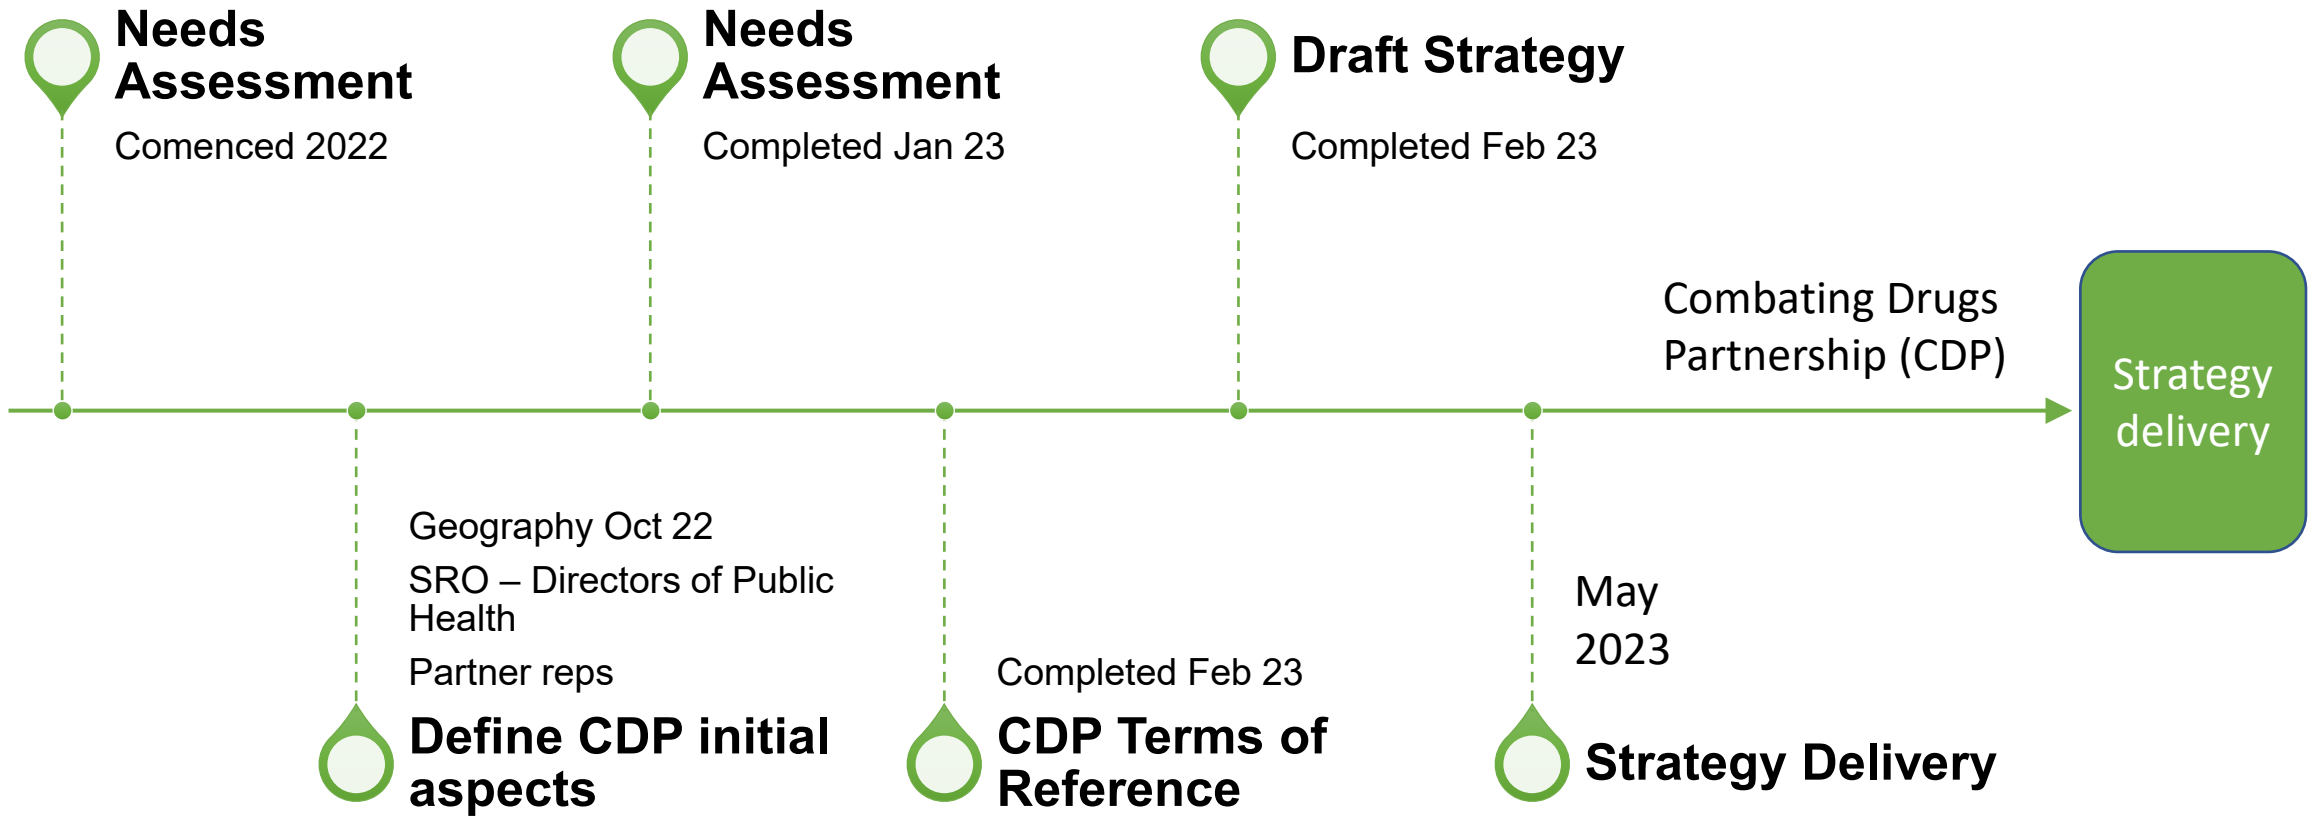 Needs
Assessment
Comenced 2022
Needs
Assessment
Completed Jan 23
Draft Strategy
Completed Feb 23
Combating Drugs
Partnership (CDP)
Strategy
delivery
Geography Oct 22
SRO – Directors of Public
Health
Partner reps
Define CDP initial
aspects
Completed Feb 23
CDP Terms of
Reference
May
2023
Strategy Delivery